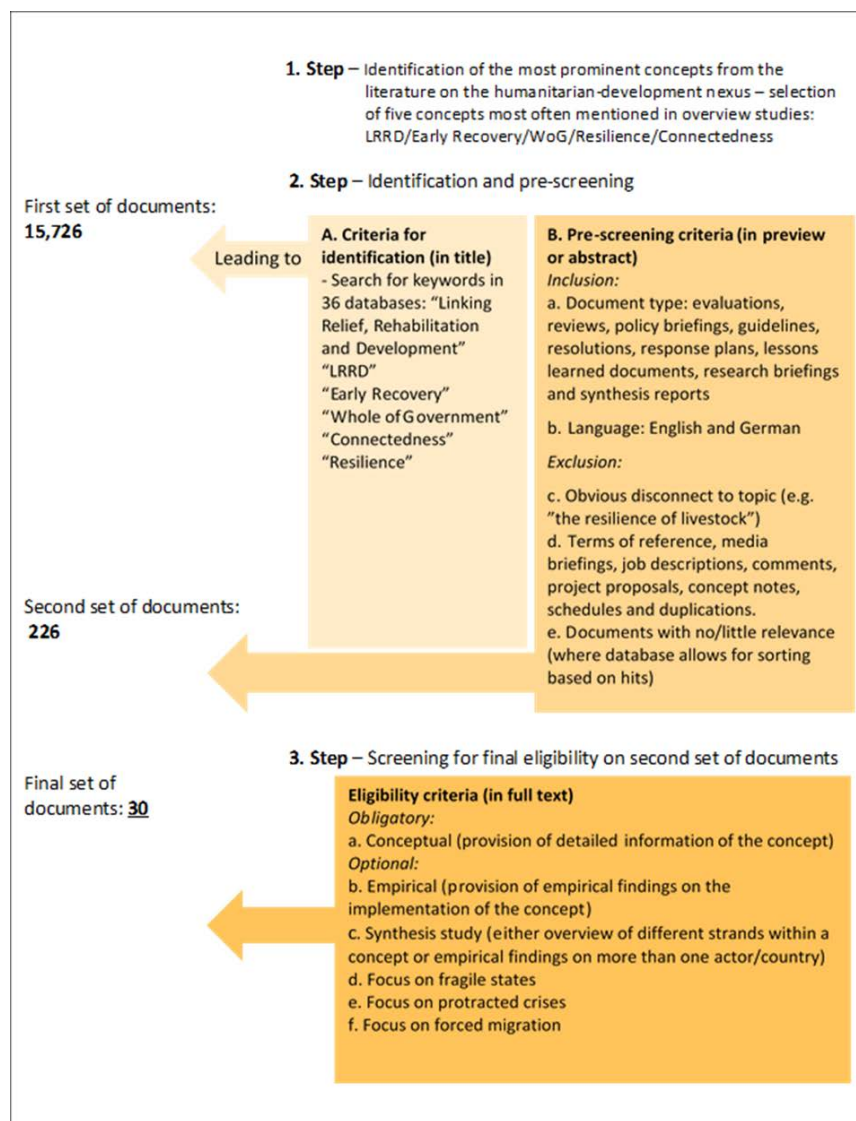 1. Step – Identification of the most prominent concepts from the
literature on the humanitarian-development nexus – selection
of five concepts most often mentioned in overview studies:
LRRD/Early Recovery/WoG/Resilience/Connectedness
2. Step – Identification and pre-screening
First set of documents:
15,726
Leading to
A. Criteria for
identification (in title)
- Search for keywords in
36 databases: “Linking
Relief, Rehabilitation
and Development”
“LRRD”
“Early Recovery”
“Whole of Government”
“Connectedness”
“Resilience”
B. Pre-screening criteria (in preview
or abstract)
Inclusion:
a. Document type: evaluations,
reviews, policy briefings, guidelines,
resolutions, response plans, lessons
learned documents, research briefings
and synthesis reports
b. Language: English and German
Exclusion:
c. Obvious disconnect to topic (e.g.
”the resilience of livestock”)
d. Terms of reference, media
briefings, job descriptions, comments,
project proposals, concept notes,
schedules and duplications.
e. Documents with no/little relevance
(where database allows for sorting
based on hits)
Second set of documents:
226
3. Step – Screening for final eligibility on second set of documents
Final set of
documents: 30
Eligibility criteria (in full text)
Obligatory:
a. Conceptual (provision of detailed information of the concept)
Optional:
b. Empirical (provision of empirical findings on the
implementation of the concept)
c. Synthesis study (either overview of different strands within a
concept or empirical findings on more than one actor/country)
d. Focus on fragile states
e. Focus on protracted crises
f. Focus on forced migration